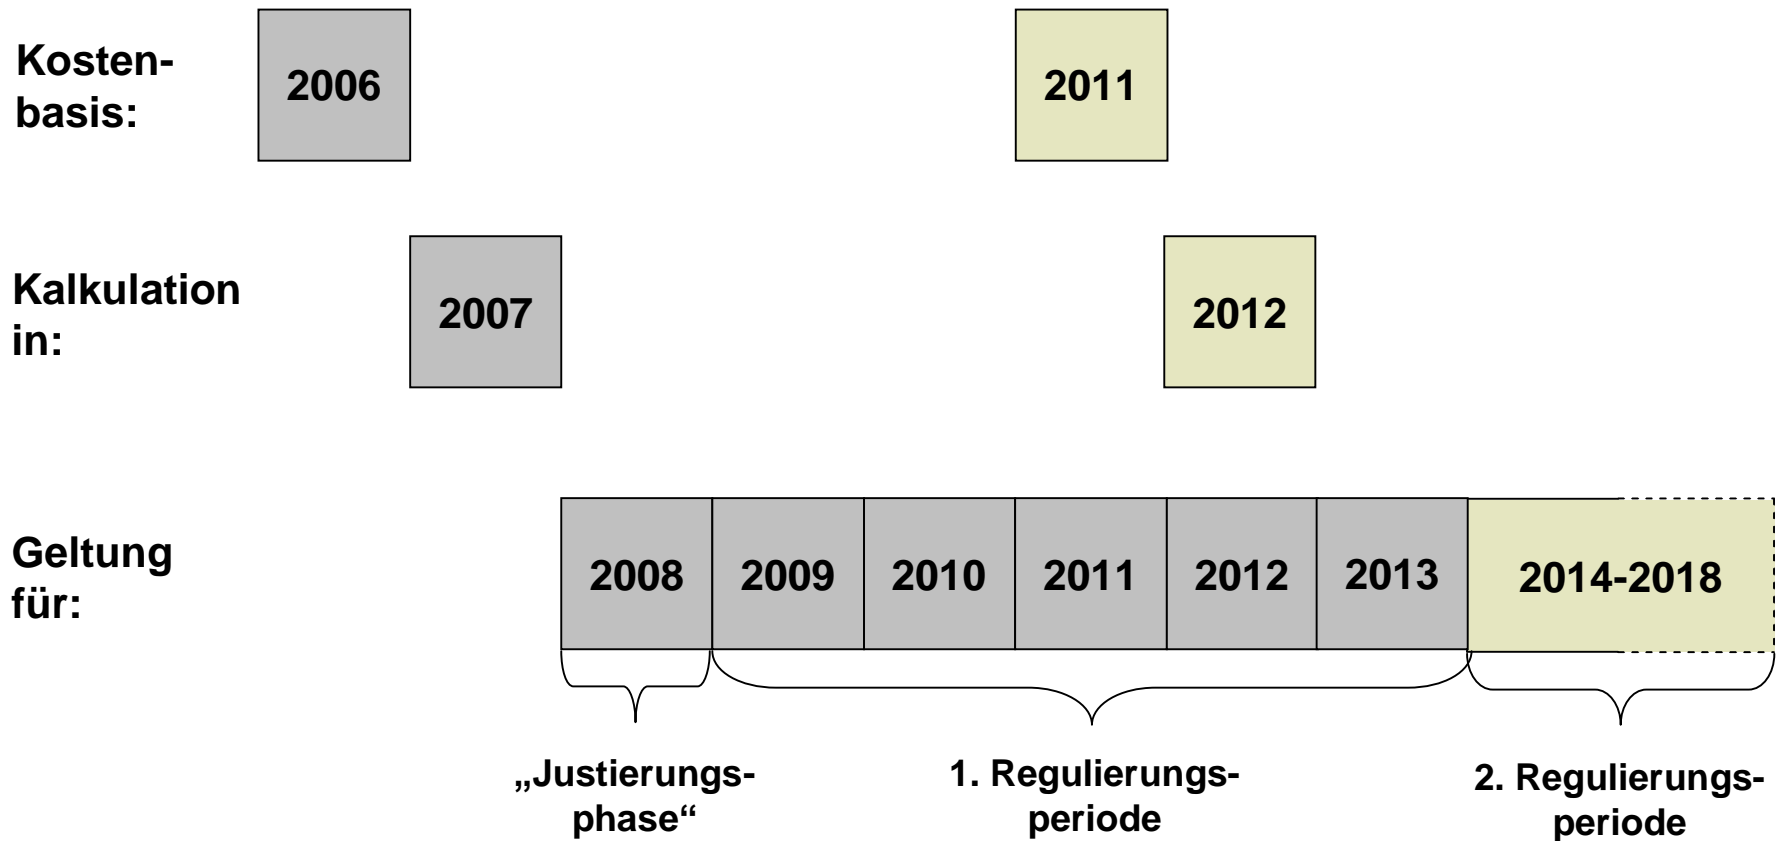 Kosten-
basis:
2006
2011
Kalkulation
in:
2007
2012
Geltung
für:
2008
2009
2010
2011
2012
2013
2014-2018
„Justierungs-
phase“
1. Regulierungs-
periode
2. Regulierungs-
periode